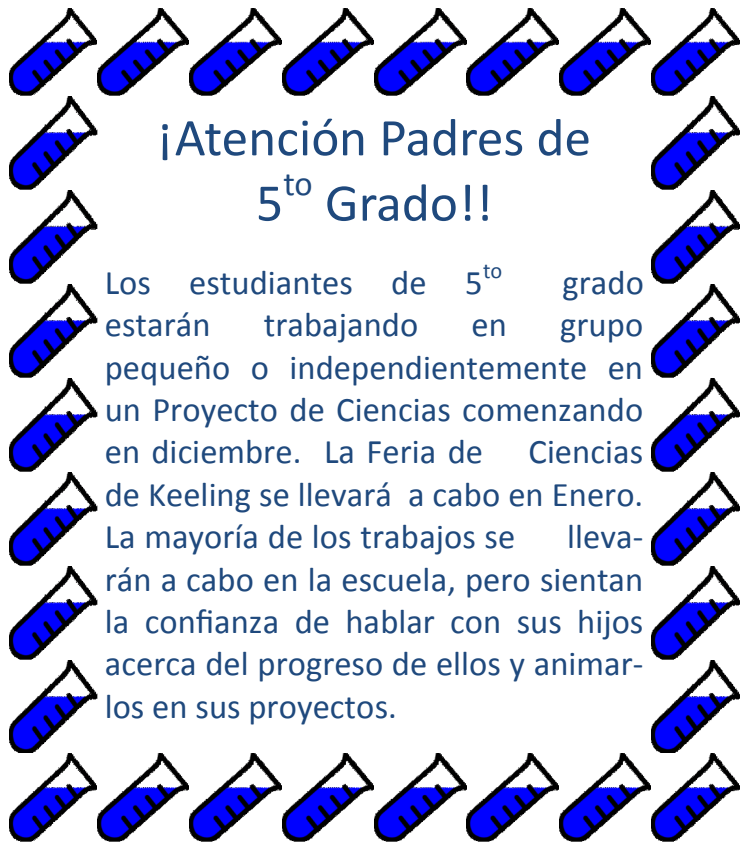 ¡Atención Padres de
5to Grado!!
Los estudiantes de 5to grado
estarán trabajando en grupo
pequeño o independientemente en
un Proyecto de Ciencias comenzando
en diciembre. La Feria de Ciencias
de Keeling se llevará a cabo en Enero.
La mayoría de los trabajos se lleva-
rán a cabo en la escuela, pero sientan
la confianza de hablar con sus hijos
acerca del progreso de ellos y animar-
los en sus proyectos.